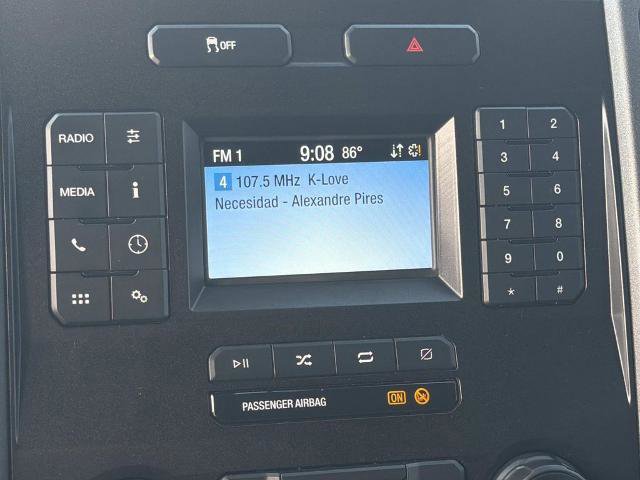 OFF
RADIO
MEDIA
i
FM 1 9:08 86°
4 107.5 MHz K-Love
Necesidad - Alexandre Pires
1 2
3 4
5 6
7 8
9 0
* #
PASSENGER AIRBAG ON